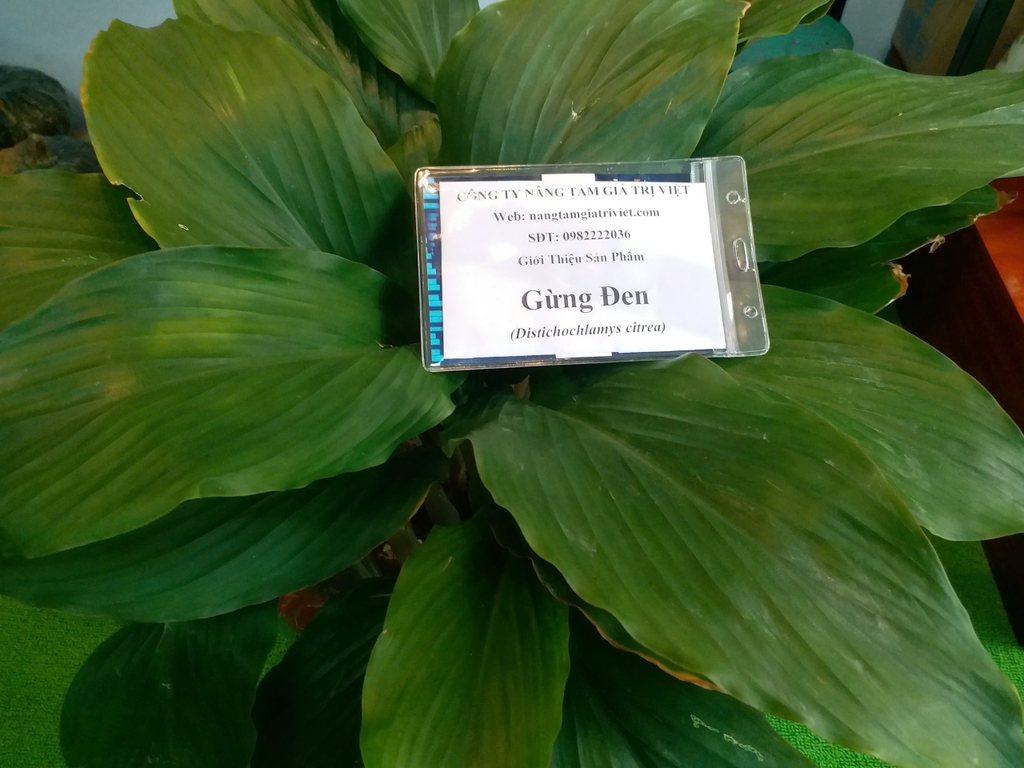 CÔNG TY NÂNG TẦM GIÁ TRỊ VIỆT
Web: nangtamgiatriviet.com
SĐT: 0982222036
Giới Thiệu Sản Phẩm
Gừng Đen
(Distichochlamys citrea)